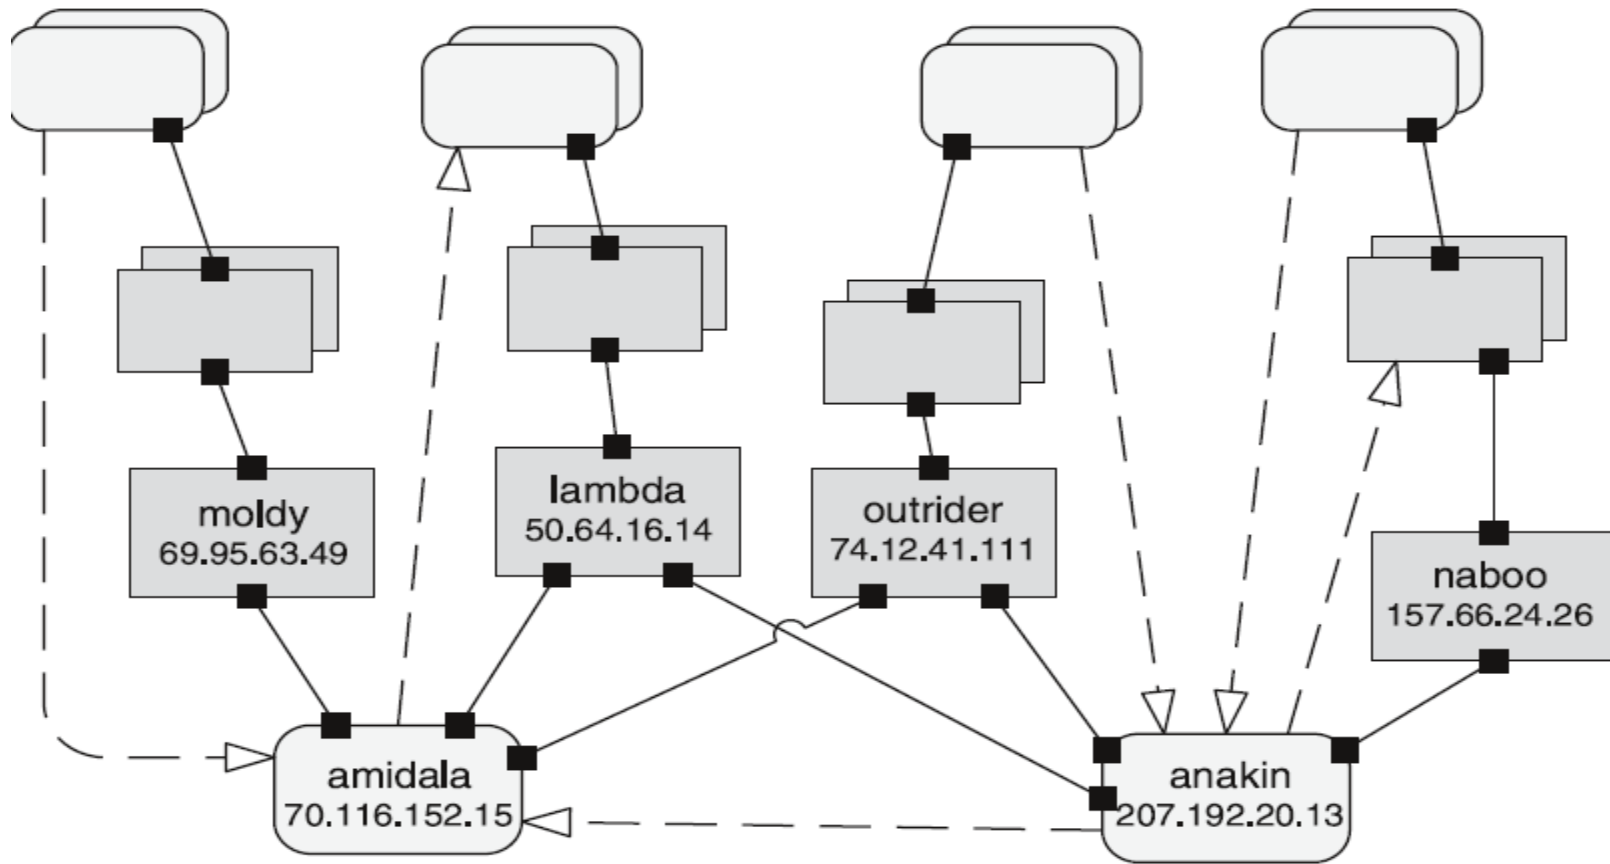 moldy
69.95.63.49
lambda
50.64.16.14
outrider
74.12.41.111
naboo
157.66.24.26
amidala
70.116.152.15
anakin
207.192.20.13